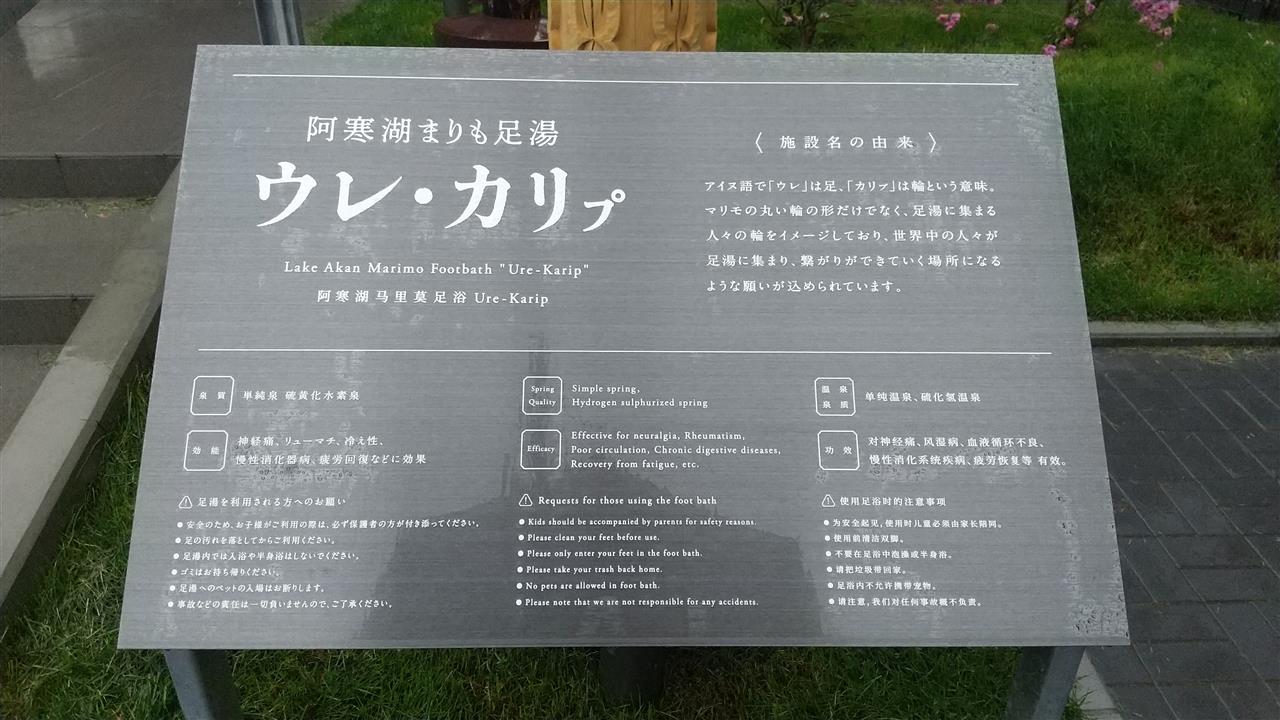 阿寒湖まりも足湯
ウレ・カリㇷ゚
Lake Akan Marimo Footbath "Ure-Karip"
阿寒湖马里莫足浴 Ure-Karip
〈 施設名の由来 〉
アイヌ語で「ウレ」は足、「カリㇷ゚」は輪という意味。
マリモの丸い輪の形だけでなく、足湯に集まる
人々の輪をイメージしており、世界中の人々が
足湯に集まり、繋がりができていく場所になる
ような願いが込められています。
泉質
単純泉 硫黄化水素泉
効能
神経痛、リューマチ、冷え性、
慢性消化器病、疲労回復などに効果
足湯を利用される方へのお願い
●安全のため、お子様がご利用の際は、必ず保護者の方が付き添ってください。
●足の汚れを落としてからご利用ください。
●足湯内では入浴や半身浴はしないでください。
●ゴミはお持ち帰りください。
●足湯へのペットの入場はお断りします。
●事故などの責任は一切負いませんので、ご了承ください。
Spring
Quality
Simple spring,
Hydrogen sulphurized spring
Efficacy
Effective for neuralgia, Rheumatism,
Poor circulation, Chronic digestive diseases,
Recovery from fatigue, etc.
Requests for those using the foot bath
●Kids should be accompanied by parents for safety reasons.
●Please clean your feet before use.
●Please only enter your feet in the foot bath.
●Please take your trash back home.
●No pets are allowed in foot bath.
●Please note that we are not responsible for any accidents.
温泉
泉质
单纯温泉、硫化氢温泉
功效
对神经痛、风湿病、血液循环不良、
慢性消化系统疾病、疲劳恢复等 有效。
使用足浴时的注意事项
●为安全起见，使用时儿童必须由家长陪同。
●使用前清洁双脚。
●不要在足浴中泡澡或半身浴。
●请把垃圾带回家。
●足浴内不允许携带宠物。
●请注意，我们对任何事故概不负责。